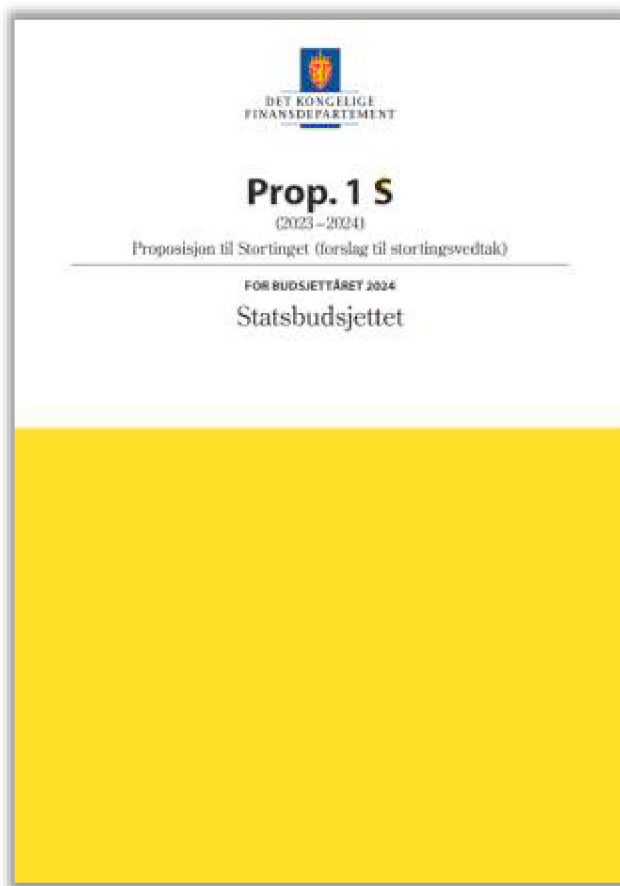 DET KONGELIGE
FINANSDEPARTEMENT
Prop. 1 S
(2023–2024)
Proposisjon til Stortinget (forslag til stortingsvedtak)
FOR BUDSJETTÅRET 2024
Statsbudsjettet